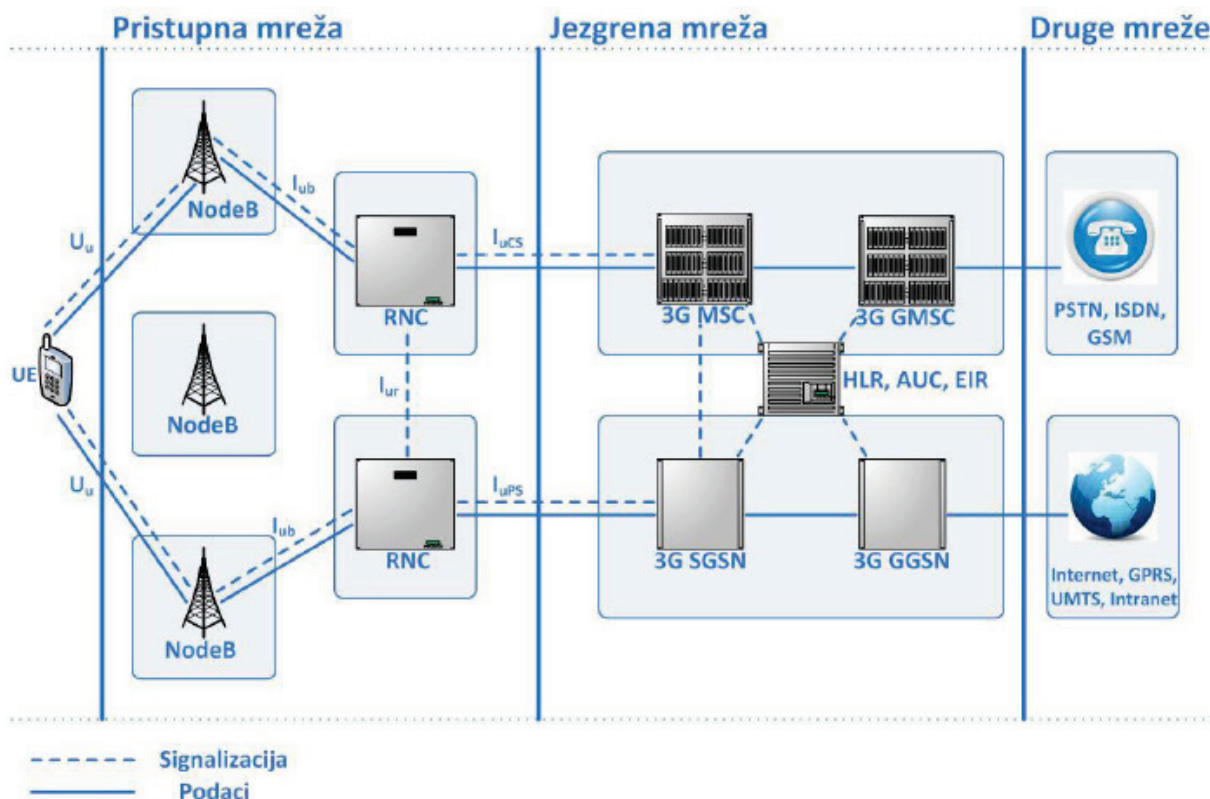 Pristupna mreža
Jezgrena mreža
Druge mreže
NodeB
Iub
Uu
RNC
IuCS
3G MSC
3G GMSC
PSTN, ISDN,
GSM
UE
NodeB
Iur
HLR, AUC, EIR
Uu
Iub
NodeB
RNC
IuPS
3G SGSN
3G GGSN
Internet, GPRS,
UMTS, Intranet
Signalizacija
Podaci